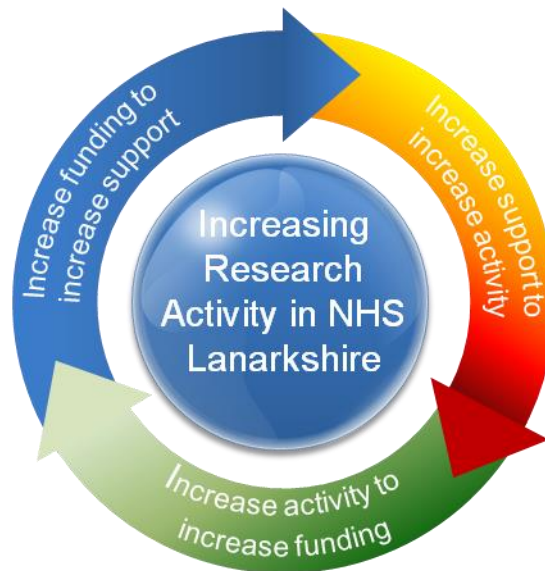 Increasing
Research
Activity in NHS
Lanarkshire
Increase funding to
increase support
Increase support to
increase activity
Increase activity to
increase funding